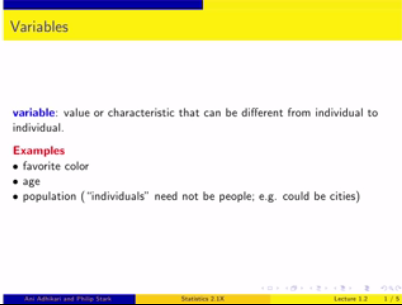 Variables
variable: value or characteristic that can be different from individual to
individual.
Examples
• favorite color
• age
• population ("individuals" need not be people; e.g. could be cities)
Ani Adhikari and Philip Stark
Statistics 2.1X
Lecture 1.2
1 / 5